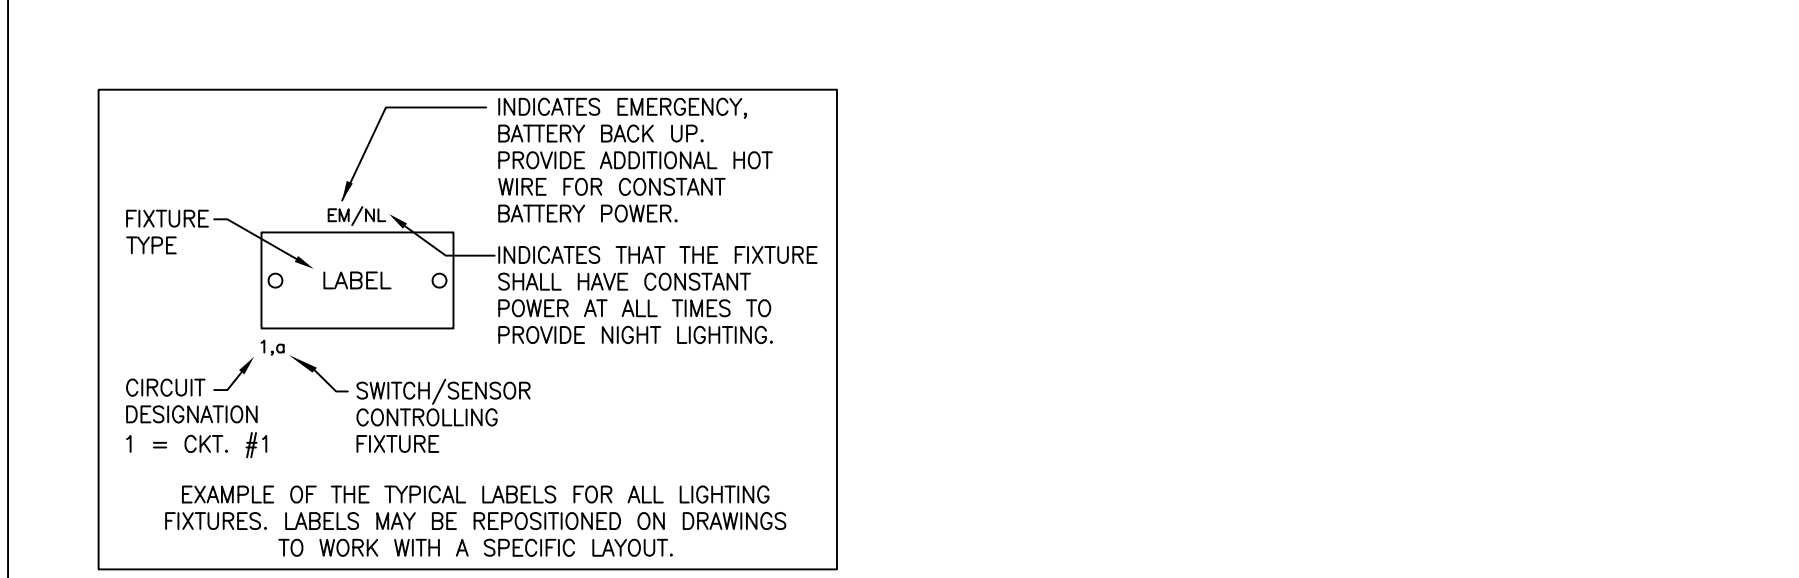 INDICATES EMERGENCY,
BATTERY BACK UP.
PROVIDE ADDITIONAL HOT
WIRE FOR CONSTANT
BATTERY POWER.
EM/NL
FIXTURE
TYPE
LABEL
INDICATES THAT THE FIXTURE
SHALL HAVE CONSTANT
POWER AT ALL TIMES TO
PROVIDE NIGHT LIGHTING.
1,a
CIRCUIT
DESIGNATION
1 = CKT. #1
SWITCH/SENSOR
CONTROLLING
FIXTURE
EXAMPLE OF THE TYPICAL LABELS FOR ALL LIGHTING
FIXTURES. LABELS MAY BE REPOSITIONED ON DRAWINGS
TO WORK WITH A SPECIFIC LAYOUT.